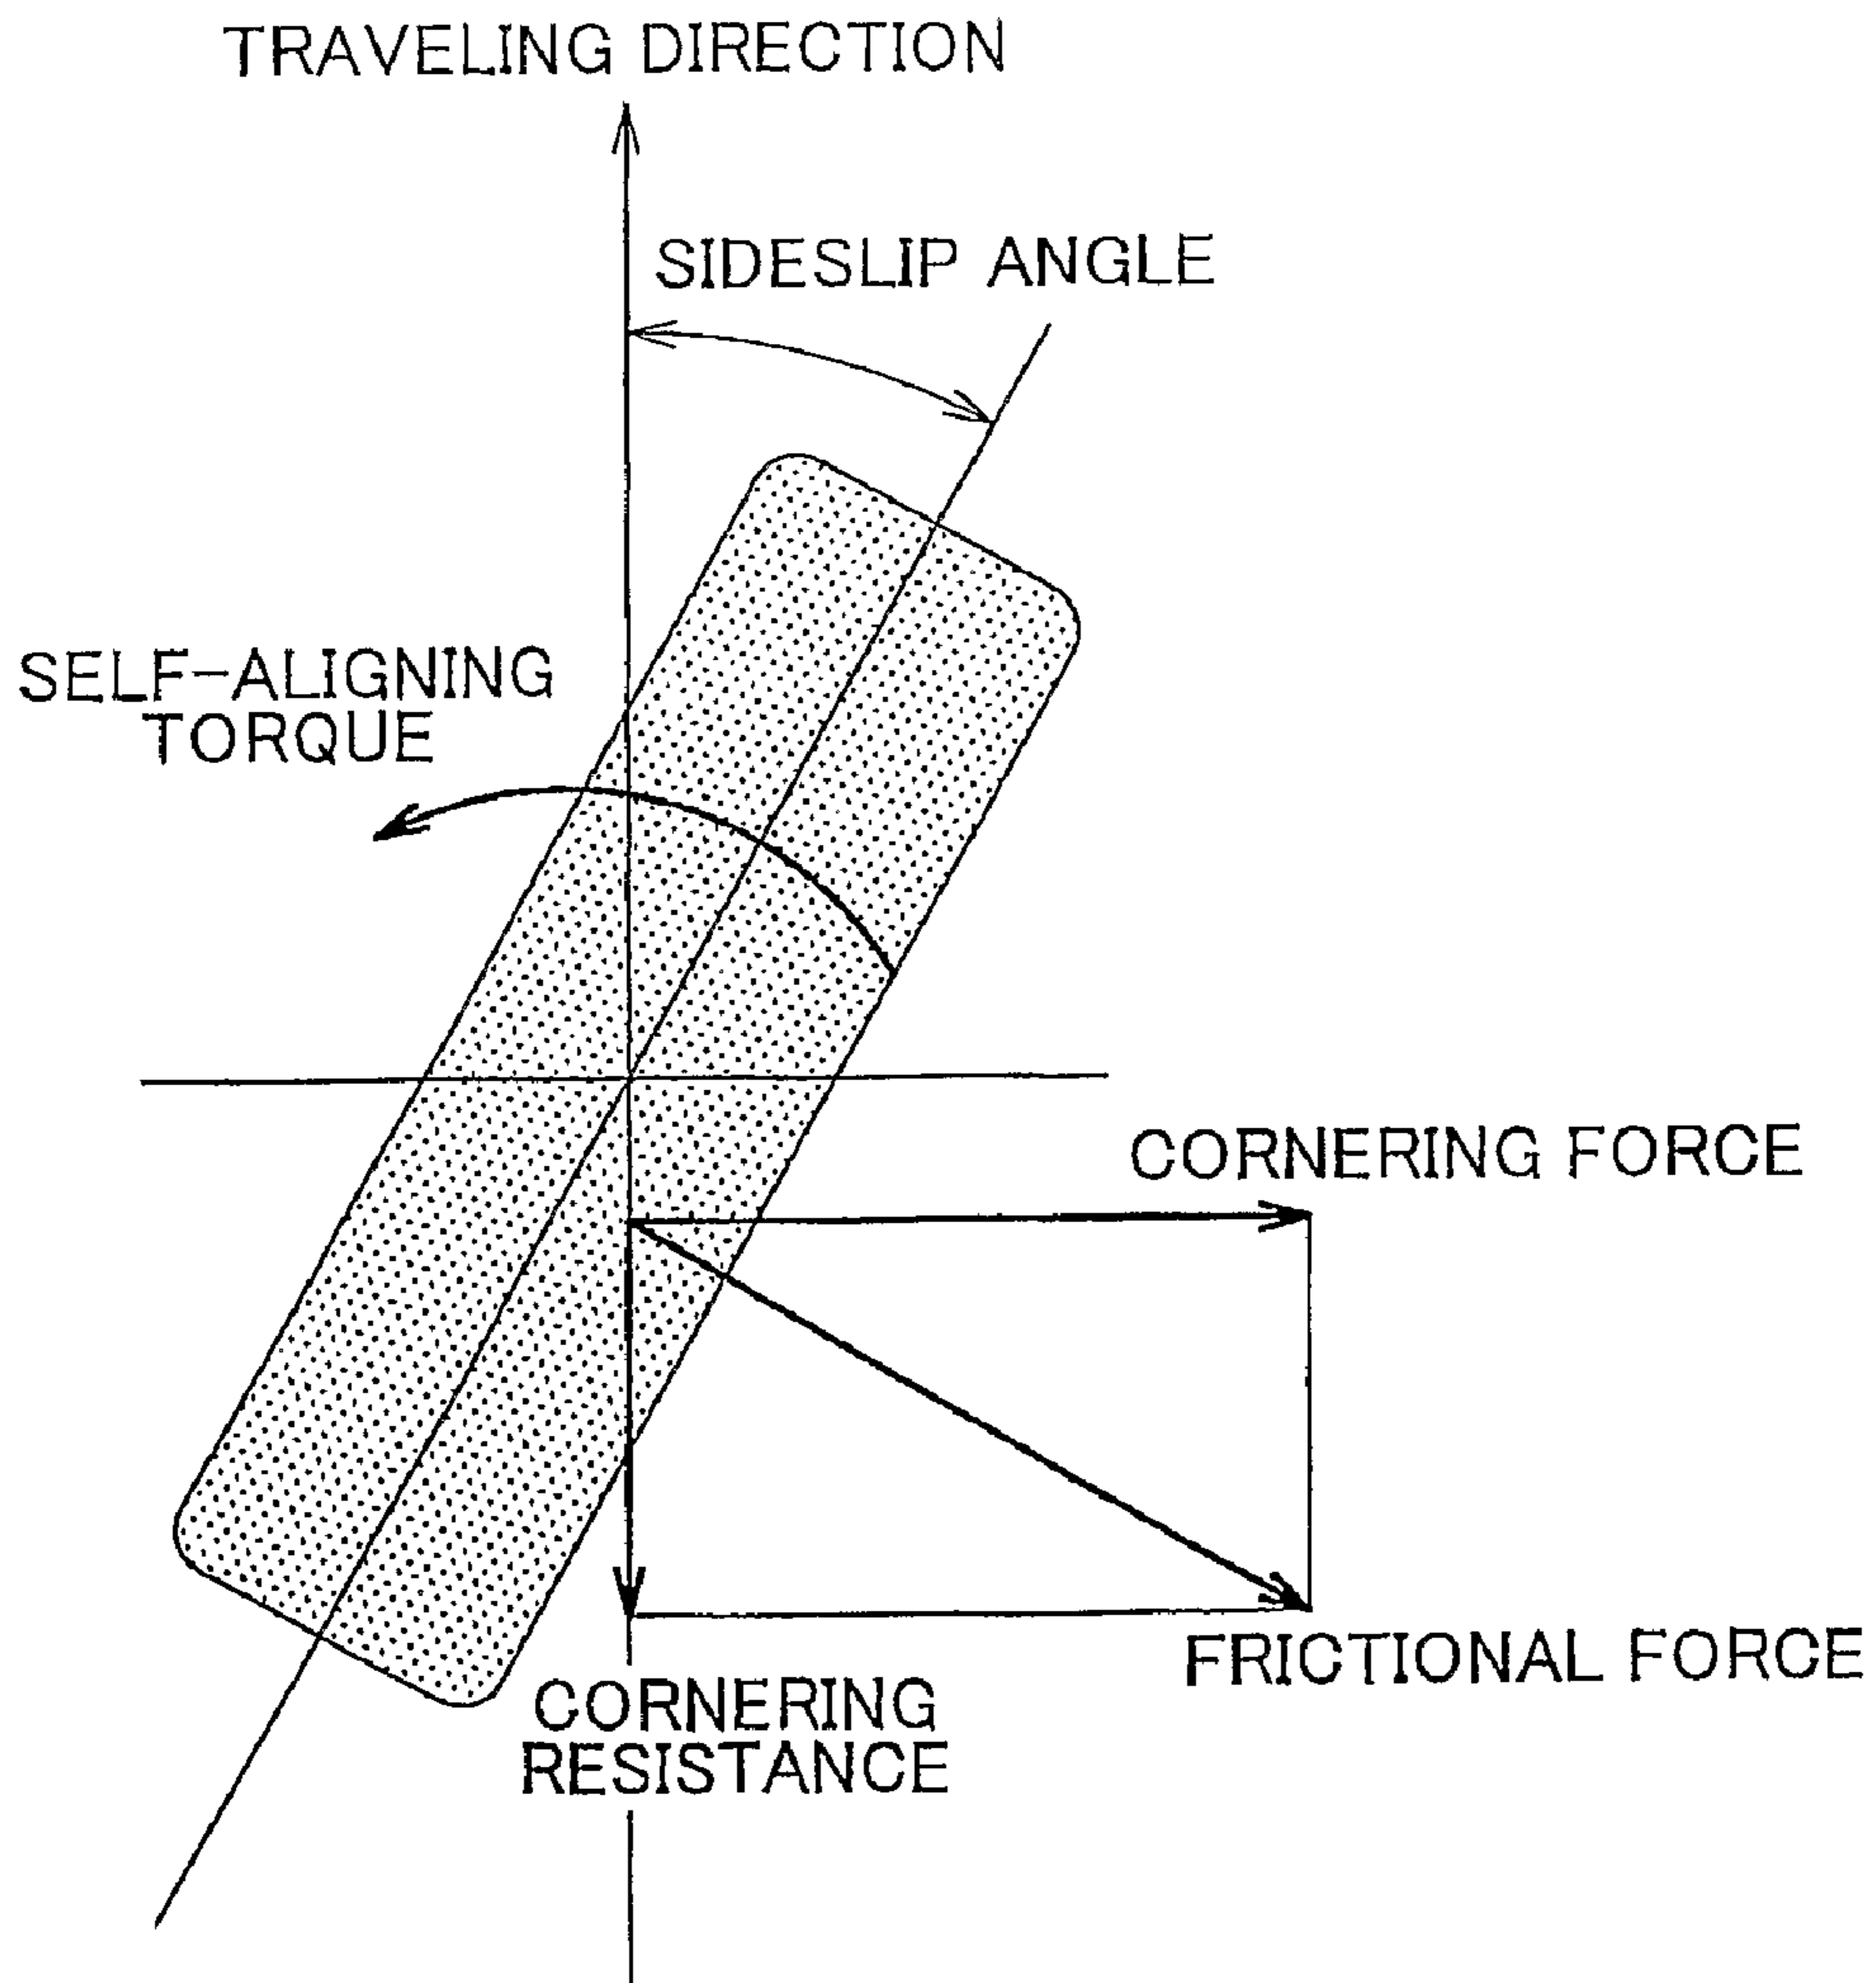 TRAVELING DIRECTION
SIDESLIP ANGLE
SELF-ALIGNING
TORQUE
CORNERING FORCE
FRICTIONAL FORCE
CORNERING
RESISTANCE